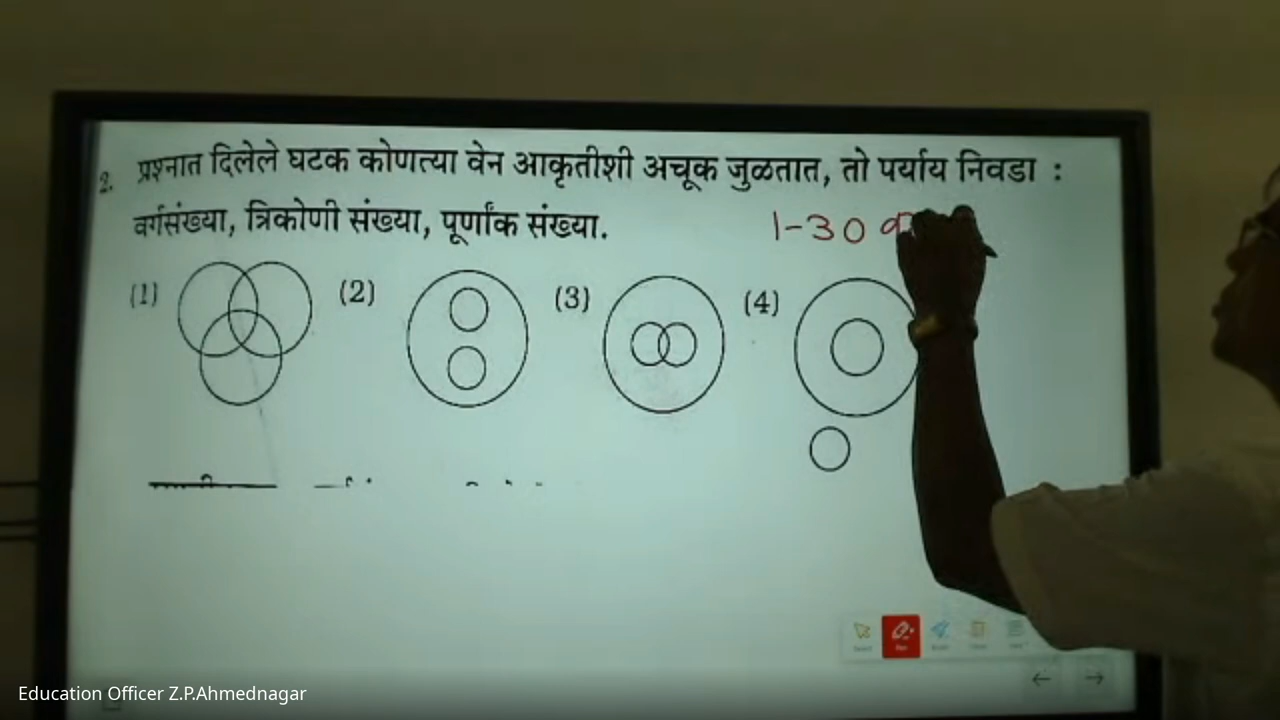 2. प्रश्नात दिलेले घटक कोणत्या वेन आकृतीशी अचूक जुळतात, तो पर्याय निवडा :
वर्गसंख्या, त्रिकोणी संख्या, पूर्णांक संख्या.
1-30
(1) (2) (3) (4)
Education Officer Z.P.Ahmednagar